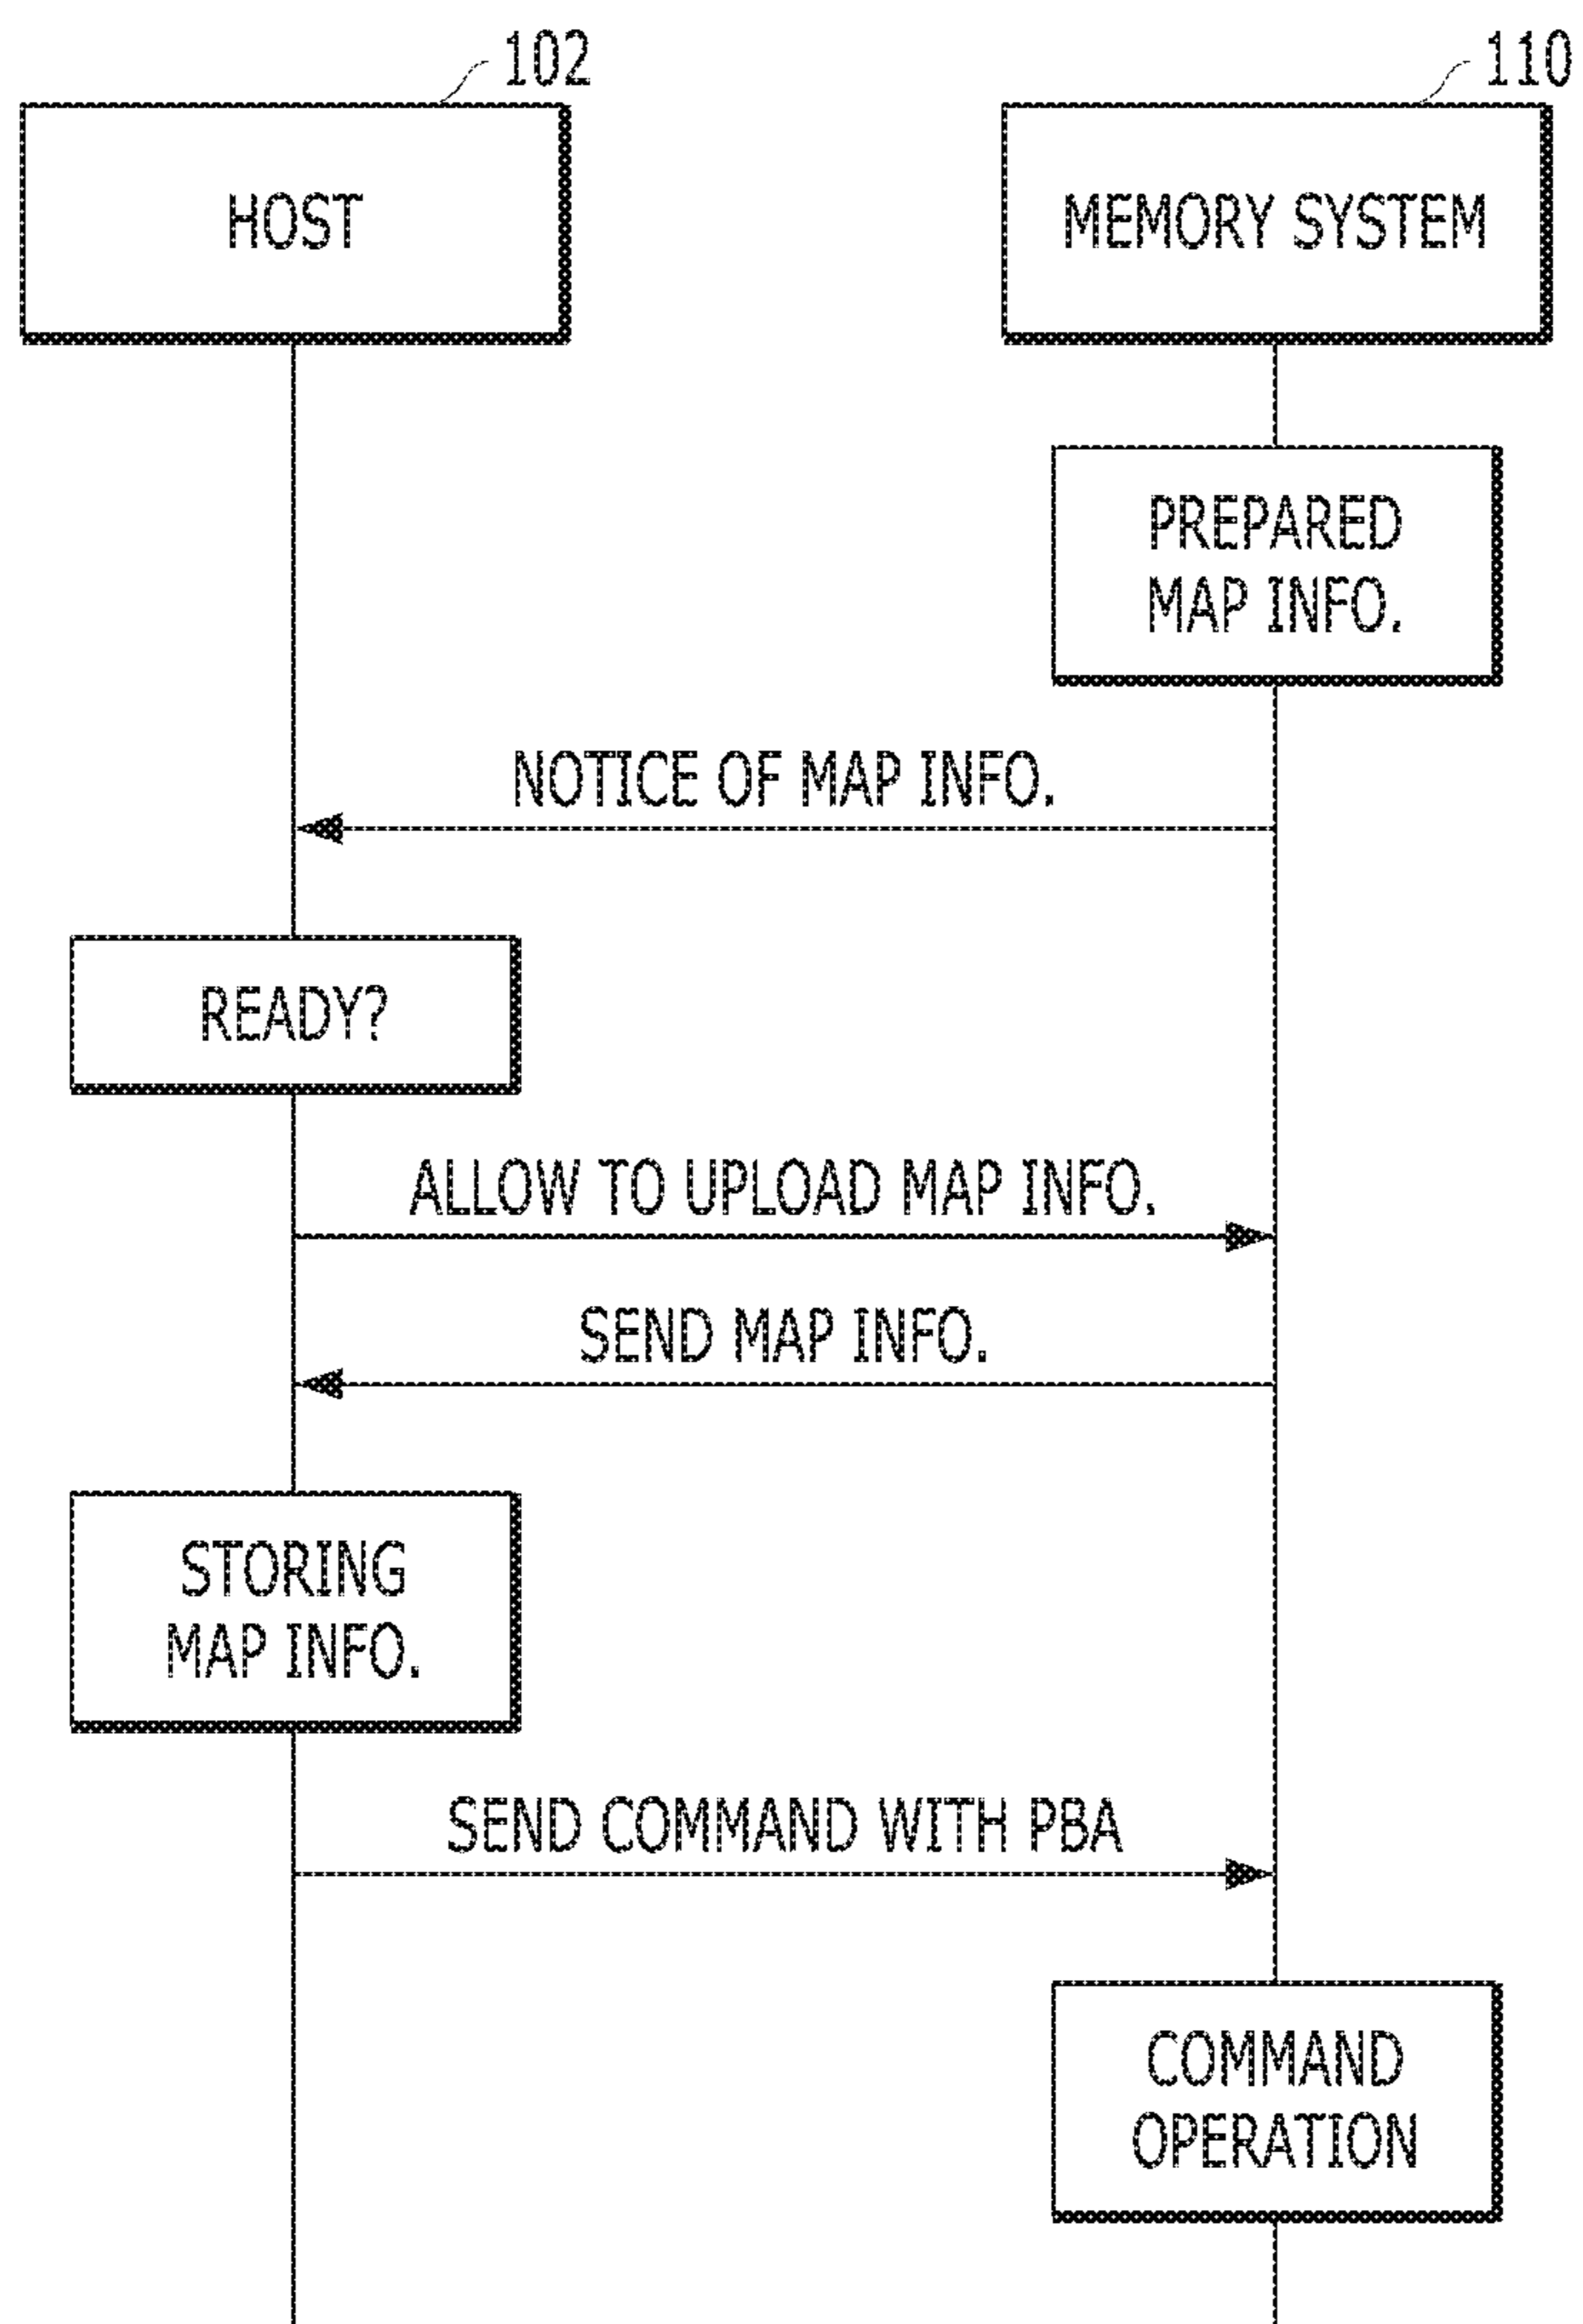 102
110
HOST
MEMORY SYSTEM
PREPARED
MAP INFO.
NOTICE OF MAP INFO.
READY?
ALLOW TO UPLOAD MAP INFO.
SEND MAP INFO.
STORING
MAP INFO.
SEND COMMAND WITH PBA
COMMAND
OPERATION